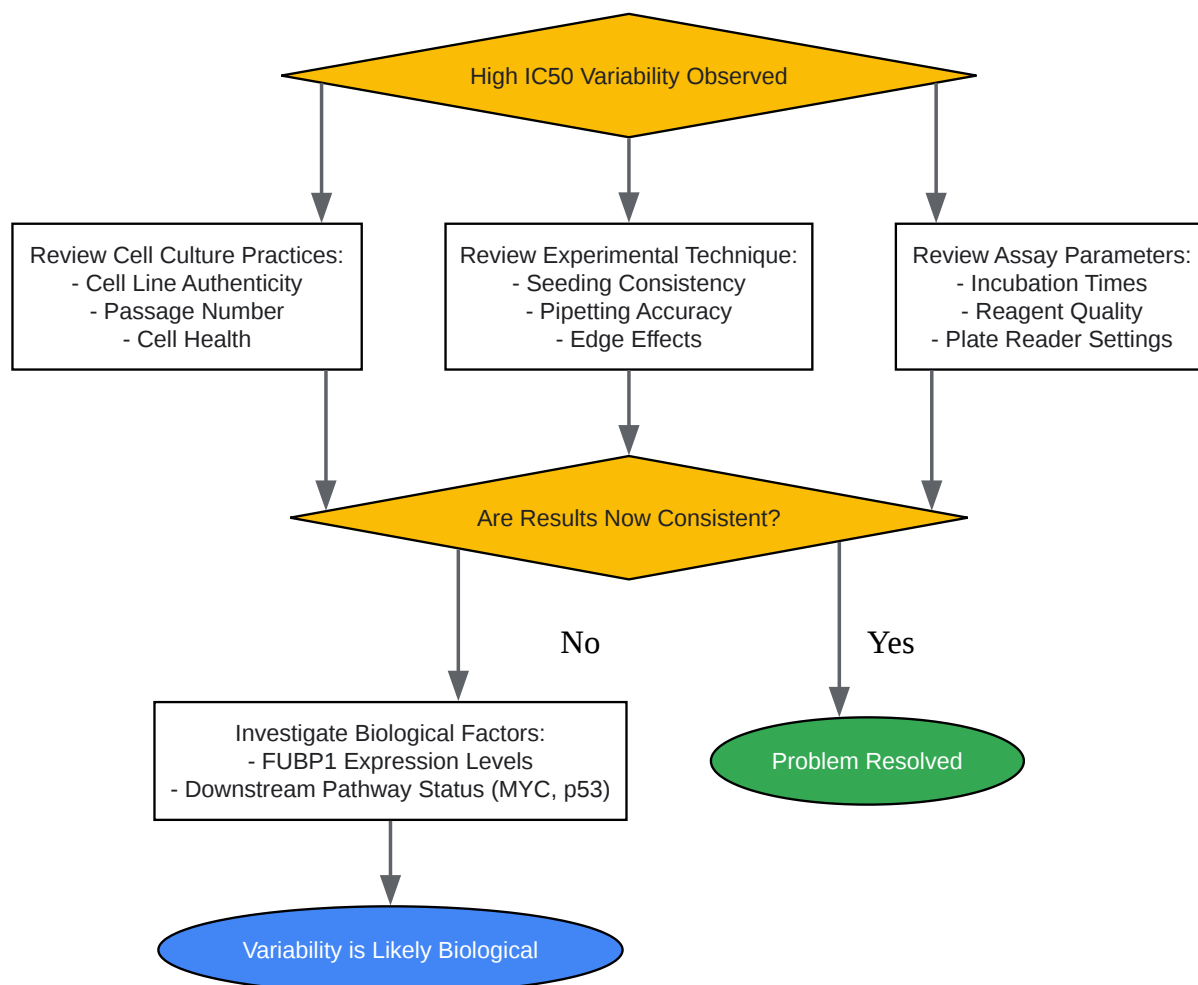 High IC50 Variability Observed
Review Cell Culture Practices:
- Cell Line Authenticity
- Passage Number
- Cell Health
Review Experimental Technique:
- Seeding Consistency
- Pipetting Accuracy
- Edge Effects
Review Assay Parameters:
- Incubation Times
- Reagent Quality
- Plate Reader Settings
Are Results Now Consistent?
No
Yes
Investigate Biological Factors:
- FUBP1 Expression Levels
- Downstream Pathway Status (MYC, p53)
Problem Resolved
Variability is Likely Biological